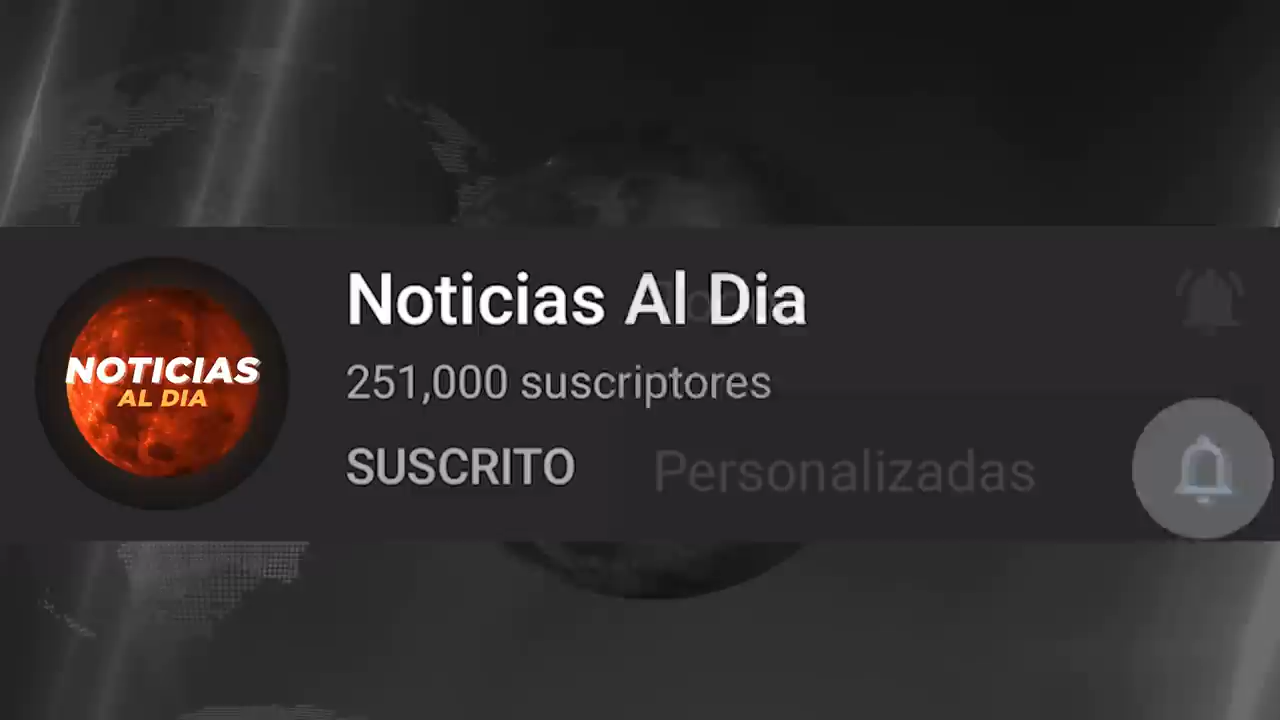 NOTICIAS
AL DIA
Noticias Al Dia
251,000 suscriptores
SUSCRITO
Personalizadas